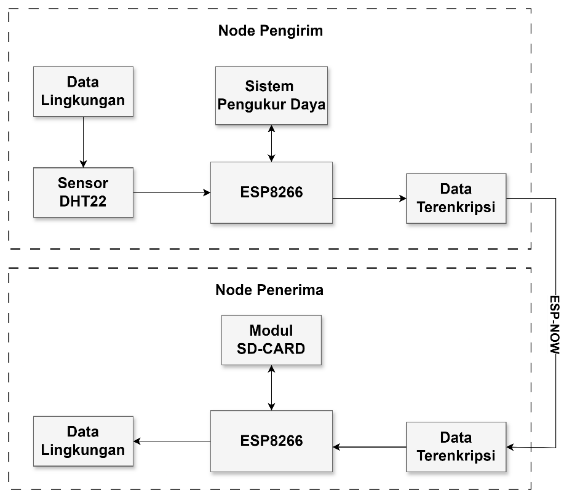 Node Pengirim
Data
Lingkungan
Sistem
Pengukur Daya
Sensor
DHT22
ESP8266
Data
Terenkripsi
ESP-NOW
Node Penerima
Modul
SD-CARD
Data
Lingkungan
ESP8266
Data
Terenkripsi